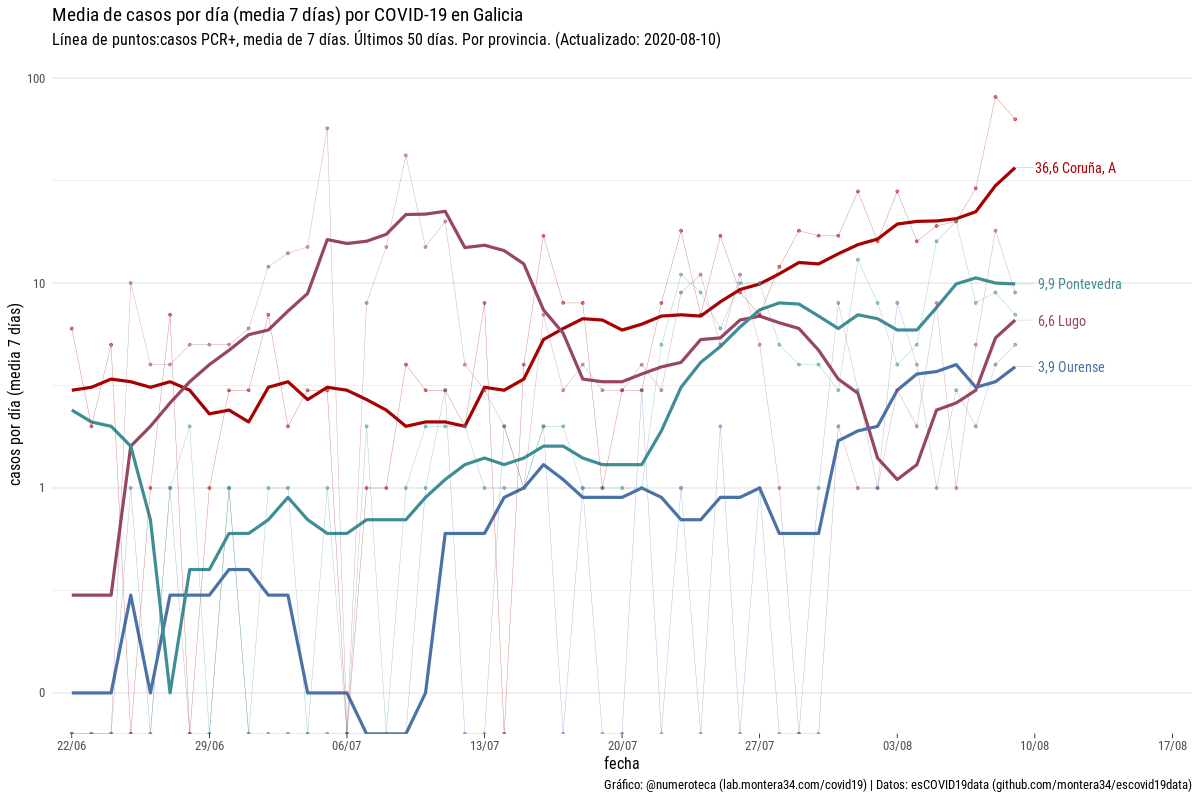 Media de casos por día (media 7 días) por COVID-19 en Galicia
Línea de puntos:casos PCR+, media de 7 días. Últimos 50 días. Por provincia. (Actualizado: 2020-08-10)
casos por día (media 7 días)
100
10
1
0
36,6 Coruña, A
9,9 Pontevedra
6,6 Lugo
3,9 Ourense
22/06
29/06
06/07
13/07
20/07
27/07
03/08
10/08
17/08
fecha
Gráfico: @numeroteca (lab.montera34.com/covid19) | Datos: esCOVID19data (github.com/montera34/escovid19data)